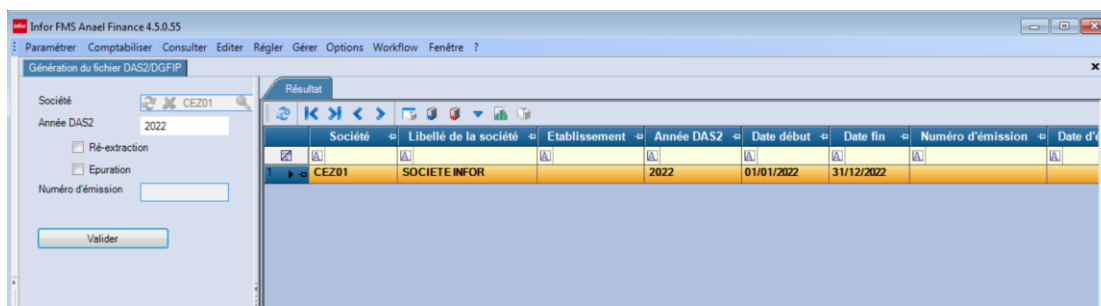 infor Infor FMS Anael Finance 4.5.0.55
Paramétrer Comptabiliser Consulter Editer Régler Gérer Options Workflow Fenêtre ?
Génération du fichier DAS2/DGFIP
Résultat
Société CEZ01
Année DAS2 2022
Ré-extraction
Epuration
Numéro d'émission
Valider
Société Libellé de la société Etablissement Année DAS2 Date début Date fin Numéro d'émission Date d'é
1 CEZ01 SOCIETE INFOR 2022 01/01/2022 31/12/2022